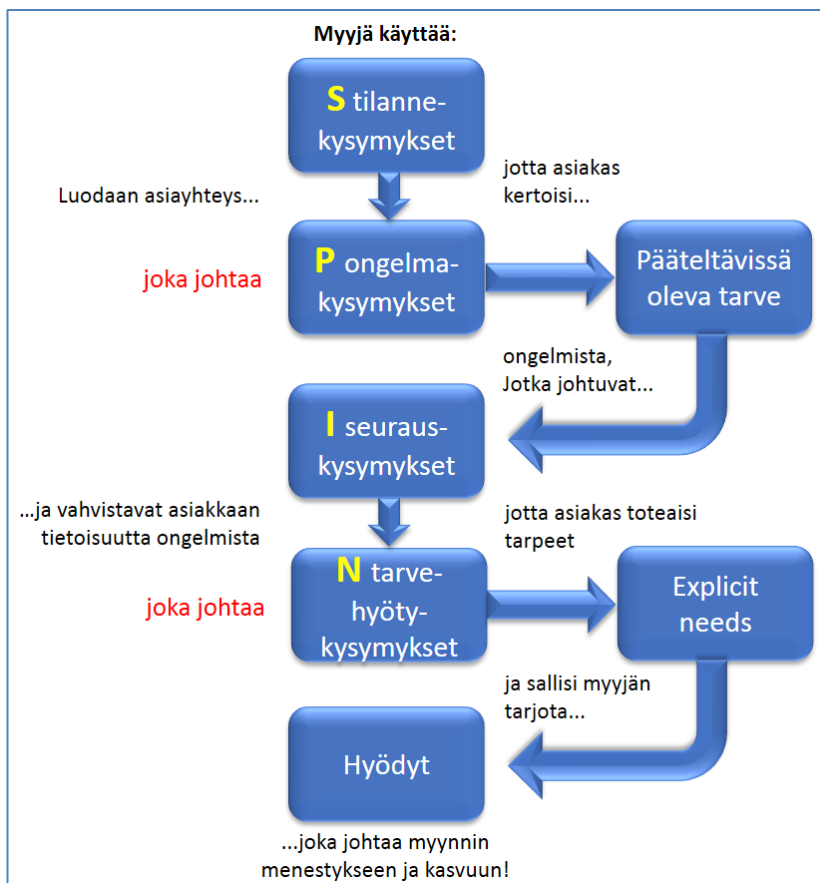 Myyjä käyttää:
S tilanne-
kysymykset
Luodaan asiayhteys...
jotta asiakas
kertoisi...
joka johtaa
P ongelma-
kysymykset
Pääteltävissä
oleva tarve
ongelmista,
Jotka johtuvat...
I seuraus-
kysymykset
...ja vahvistavat asiakkaan
tietoisuutta ongelmista
jotta asiakas toteaisi
tarpeet
joka johtaa
N tarve-
hyöty-
kysymykset
Explicit
needs
ja sallisi myyjän
tarjota...
Hyödyt
...joka johtaa myynnin
menestykseen ja kasvuun!